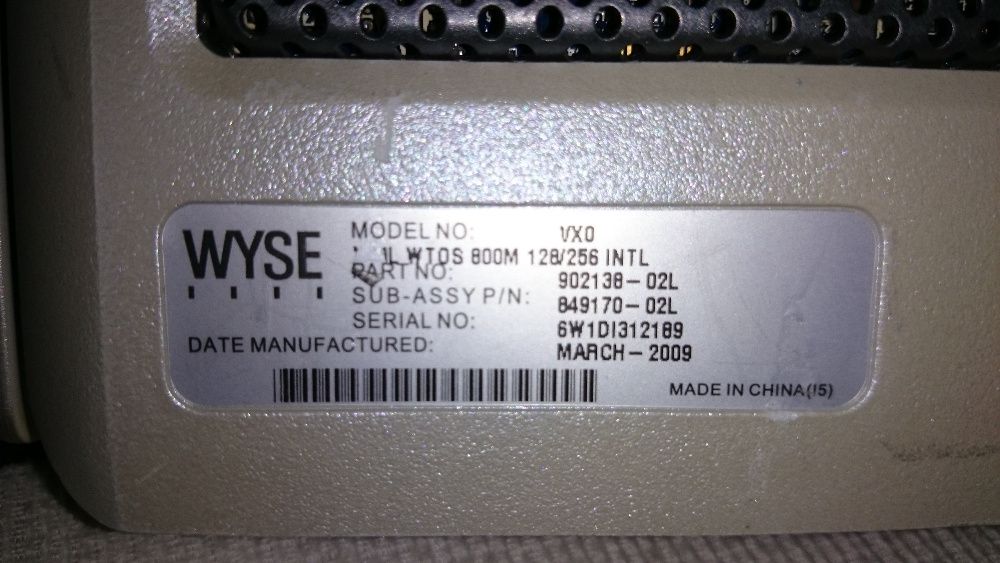 WYSE
MODEL NO: VX0
WTOS 800M 128/256 INTL
PART NO: 902138-02L
SUB-ASSY P/N: 849170-02L
SERIAL NO: 6W1DI312189
DATE MANUFACTURED: MARCH-2009
MADE IN CHINA(I5)